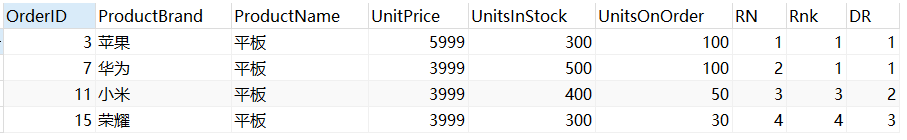 OrderID ProductBrand ProductName UnitPrice UnitsInStock UnitsOnOrder RN Rnk DR
3 苹果 平板 5999 300 100 1 1 1
7 华为 平板 3999 500 100 2 1 1
11 小米 平板 3999 400 50 3 3 2
15 荣耀 平板 3999 300 30 4 4 3